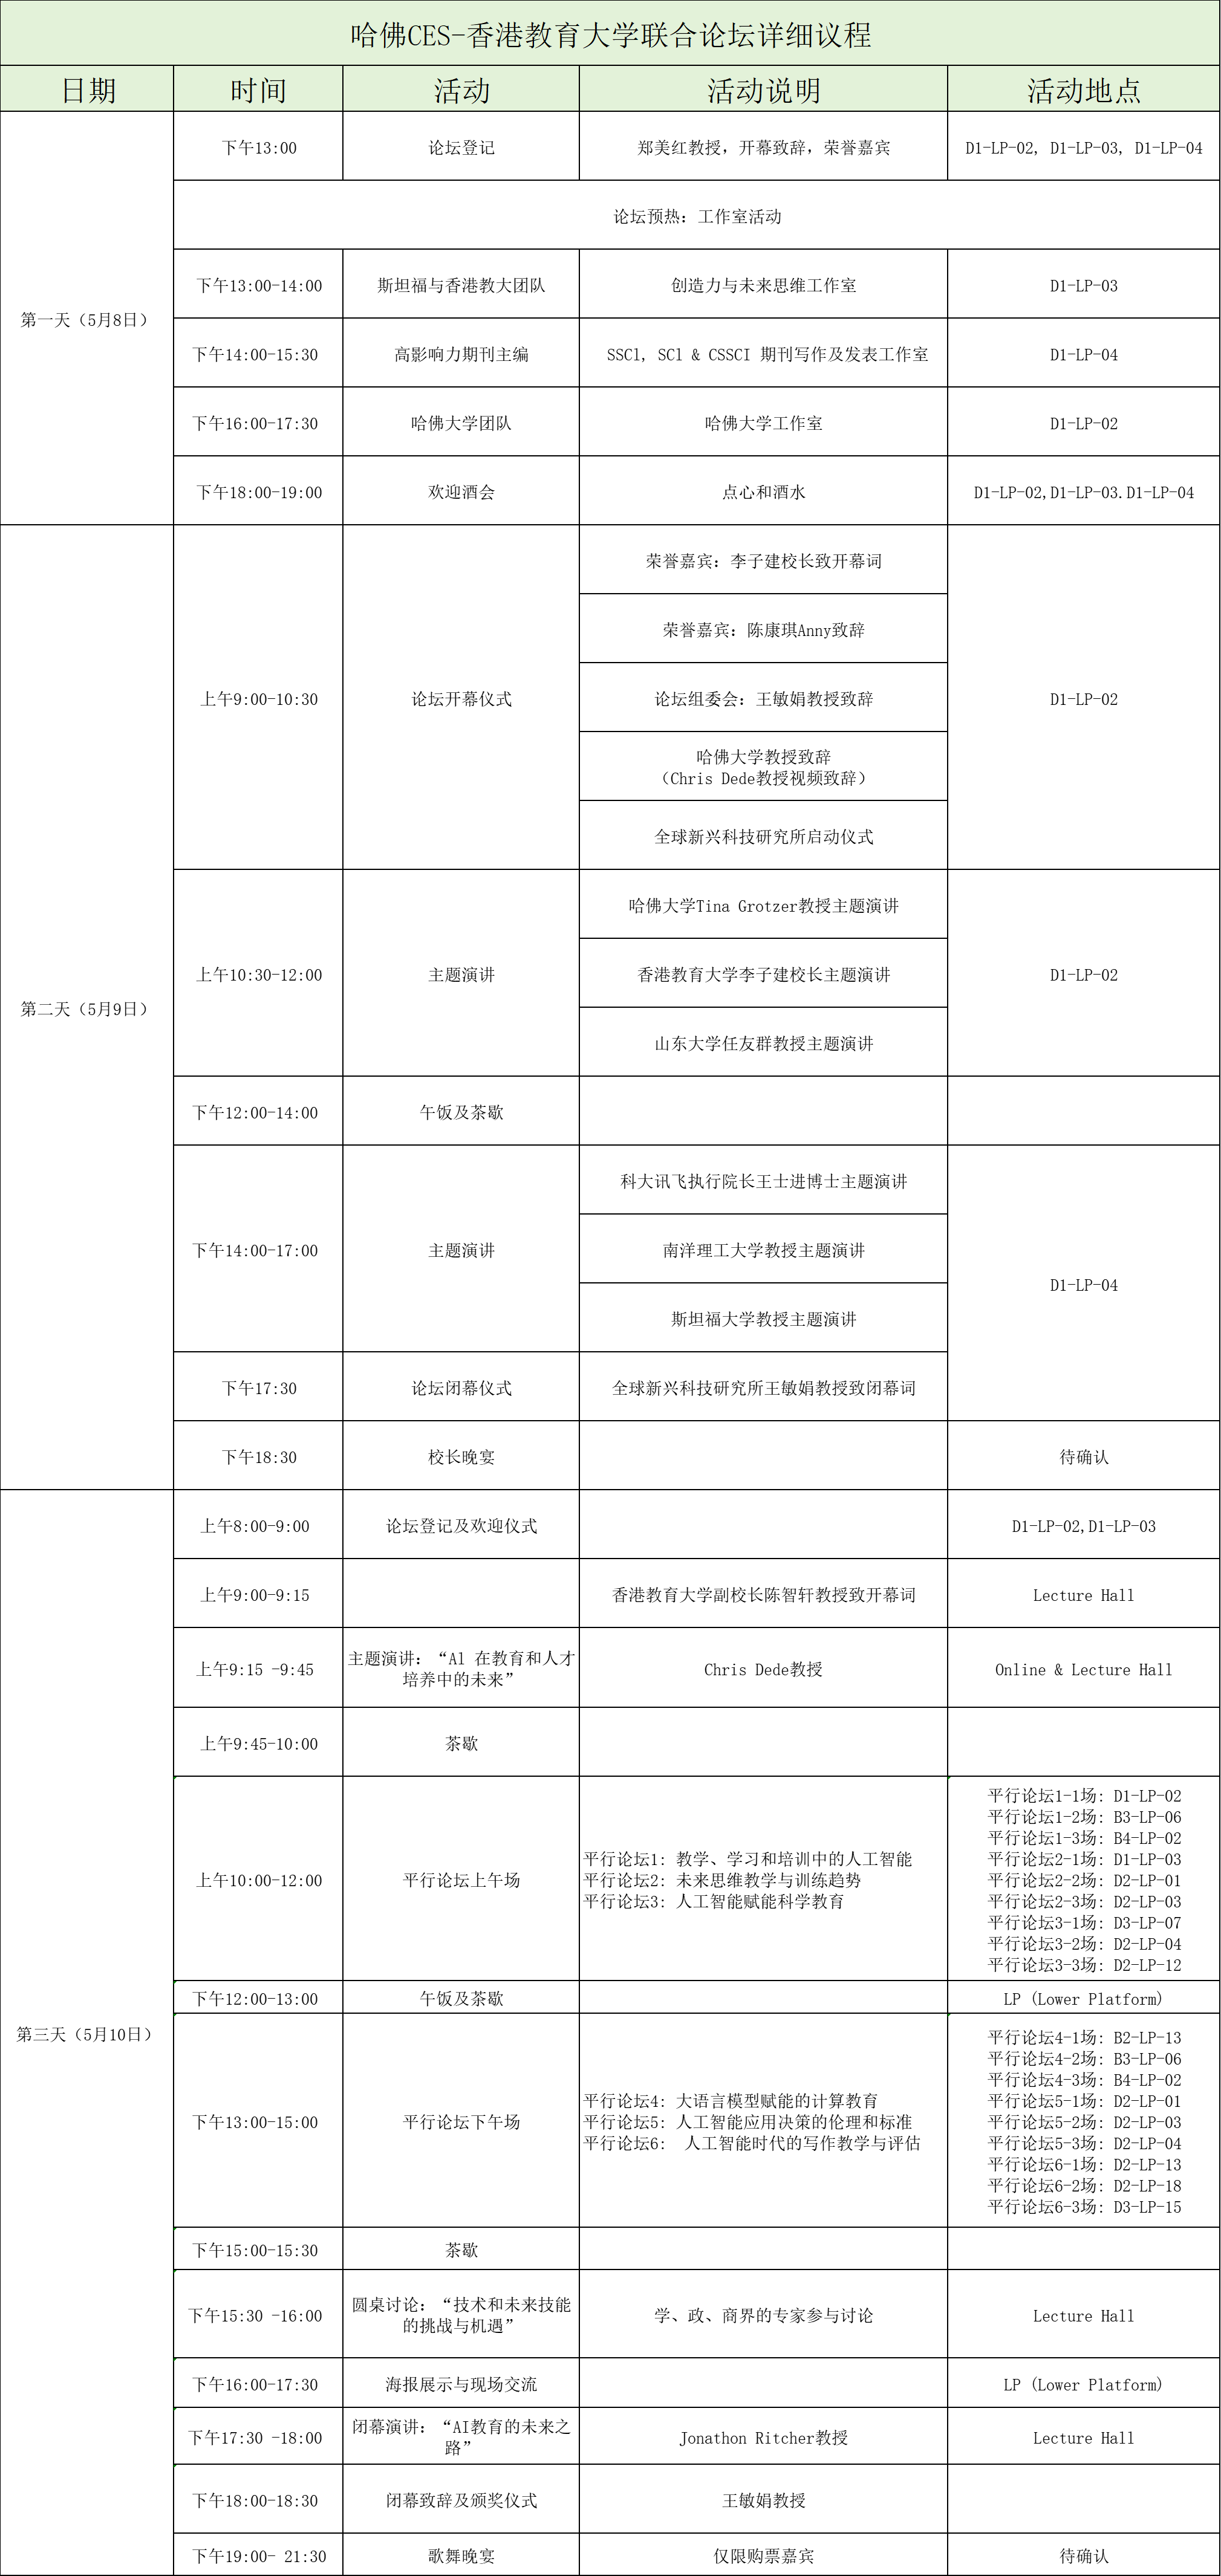 哈佛CES-香港教育大学联合论坛详细议程
日期 时间 活动 活动说明 活动地点
第一天（5月8日）
下午13:00 论坛登记 郑美红教授，开幕致辞，荣誉嘉宾 D1-LP-02, D1-LP-03, D1-LP-04
论坛预热：工作室活动
下午13:00-14:00 斯坦福与香港教大团队 创造力与未来思维工作室 D1-LP-03
下午14:00-15:30 高影响力期刊主编 SSCl, SCl & CSSCI 期刊写作及发表工作室 D1-LP-04
下午16:00-17:30 哈佛大学团队 哈佛大学工作室 D1-LP-02
下午18:00-19:00 欢迎酒会 点心和酒水 D1-LP-02,D1-LP-03.D1-LP-04
第二天（5月9日）
上午9:00-10:30 论坛开幕仪式
荣誉嘉宾：李子建校长致开幕词
荣誉嘉宾：陈康琪Anny致辞
论坛组委会：王敏娟教授致辞
哈佛大学教授致辞
（Chris Dede教授视频致辞）
全球新兴科技研究所启动仪式
D1-LP-02
上午10:30-12:00 主题演讲
哈佛大学Tina Grotzer教授主题演讲
香港教育大学李子建校长主题演讲
山东大学任友群教授主题演讲
D1-LP-02
下午12:00-14:00 午饭及茶歇
下午14:00-17:00 主题演讲
科大讯飞执行院长王士进博士主题演讲
南洋理工大学教授主题演讲
斯坦福大学教授主题演讲
D1-LP-04
下午17:30 论坛闭幕仪式 全球新兴科技研究所王敏娟教授致闭幕词
下午18:30 校长晚宴 待确认
第三天（5月10日）
上午8:00-9:00 论坛登记及欢迎仪式 D1-LP-02,D1-LP-03
上午9:00-9:15 香港教育大学副校长陈智轩教授致开幕词 Lecture Hall
上午9:15 -9:45
主题演讲：“Al 在教育和人才
培养中的未来”
Chris Dede教授 Online & Lecture Hall
上午9:45-10:00 茶歇
上午10:00-12:00 平行论坛上午场
平行论坛1: 教学、学习和培训中的人工智能
平行论坛2: 未来思维教学与训练趋势
平行论坛3: 人工智能赋能科学教育
平行论坛1-1场: D1-LP-02
平行论坛1-2场: B3-LP-06
平行论坛1-3场: B4-LP-02
平行论坛2-1场: D1-LP-03
平行论坛2-2场: D2-LP-01
平行论坛2-3场: D2-LP-03
平行论坛3-1场: D3-LP-07
平行论坛3-2场: D2-LP-04
平行论坛3-3场: D2-LP-12
下午12:00-13:00 午饭及茶歇 LP (Lower Platform)
下午13:00-15:00 平行论坛下午场
平行论坛4: 大语言模型赋能的计算教育
平行论坛5: 人工智能应用决策的伦理和标准
平行论坛6: 人工智能时代的写作教学与评估
平行论坛4-1场: B2-LP-13
平行论坛4-2场: B3-LP-06
平行论坛4-3场: B4-LP-02
平行论坛5-1场: D2-LP-01
平行论坛5-2场: D2-LP-03
平行论坛5-3场: D2-LP-04
平行论坛6-1场: D2-LP-13
平行论坛6-2场: D2-LP-18
平行论坛6-3场: D3-LP-15
下午15:00-15:30 茶歇
下午15:30 -16:00
圆桌讨论：“技术和未来技能
的挑战与机遇”
学、政、商界的专家参与讨论 Lecture Hall
下午16:00-17:30 海报展示与现场交流 LP (Lower Platform)
下午17:30 -18:00
闭幕演讲：“AI教育的未来之
路”
Jonathon Ritcher教授 Lecture Hall
下午18:00-18:30 闭幕致辞及颁奖仪式 王敏娟教授
下午19:00- 21:30 歌舞晚宴 仅限购票嘉宾 待确认